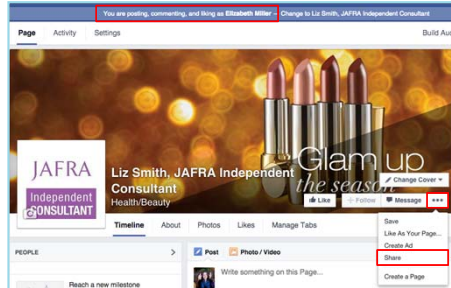 You are posting, commenting, and liking as Elizabeth Miller — Change to Liz Smith, JAFRA Independent Consultant
Page Activity Settings Build Au
JAFRA
Independent
CONSULTANT
Liz Smith, JAFRA Independent
Consultant
Health/Beauty
Glam up
the season
Change Cover
Like Follow Message
Timeline About Photos Likes Manage Tabs
Save
Like As Your Page...
Create Ad
Share
Create a Page
PEOPLE
Post Photo / Video
Write something on this Page...
Reach a new milestone